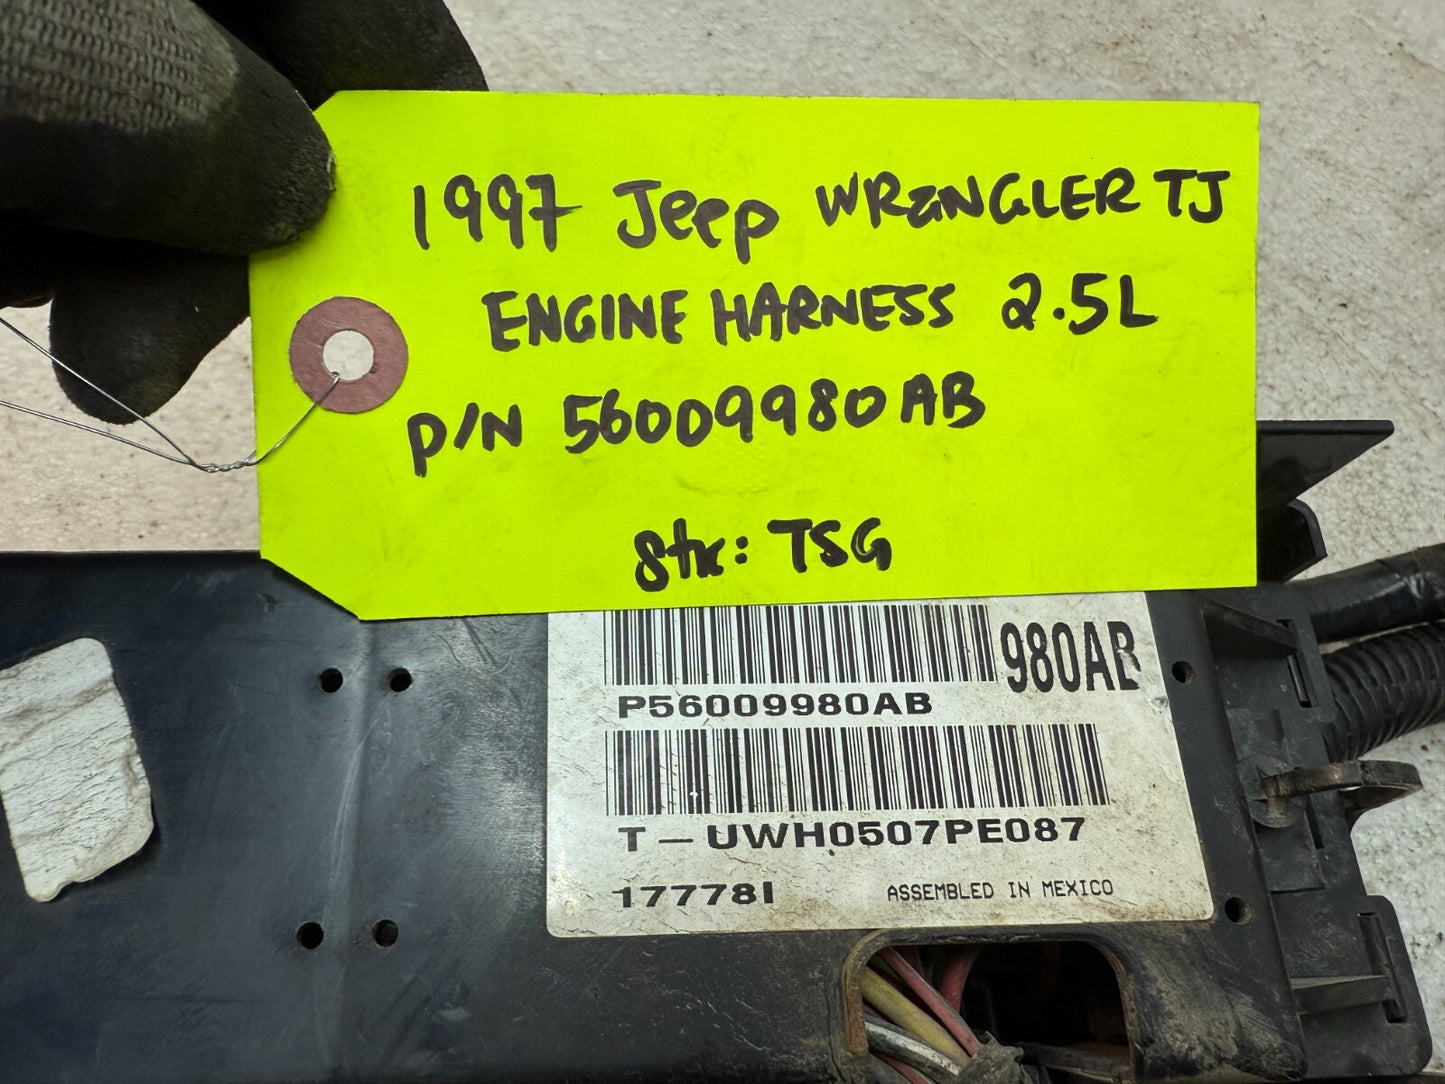 1997 Jeep WRANGLER TJ
ENGINE HARNESS 2.5L
P/N 56009980AB
Stk: TSG
980AB
P56009980AB
T-UWH0507PE087
177781
ASSEMBLED IN MEXICO